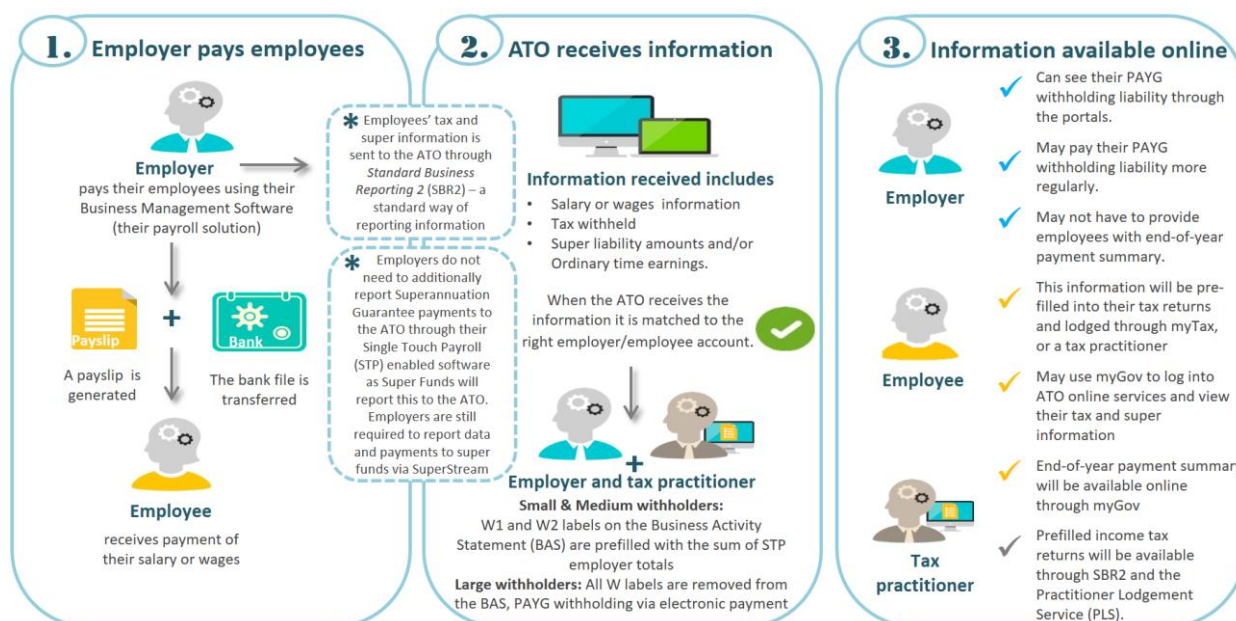 1. Employer pays employees
Employer
pays their employees using their
Business Management Software
(their payroll solution)
Payslip
+
Bank
A payslip is
generated
The bank file is
transferred
Employee
receives payment of
their salary or wages
* Employees' tax and
super information is
sent to the ATO through
Standard Business
Reporting 2 (SBR2) – a
standard way of
reporting information
* Employers do not
need to additionally
report Superannuation
Guarantee payments to
the ATO through their
Single Touch Payroll
(STP) enabled software
as Super Funds will
report this to the ATO.
Employers are still
required to report data
and payments to super
funds via SuperStream
2. ATO receives information
Information received includes
• Salary or wages information
• Tax withheld
• Super liability amounts and/or
Ordinary time earnings.
When the ATO receives the
information it is matched to the
right employer/employee account.
+
Employer and tax practitioner
Small & Medium withholders:
W1 and W2 labels on the Business Activity
Statement (BAS) are prefilled with the sum of STP
employer totals
Large withholders: All W labels are removed from
the BAS, PAYG withholding via electronic payment
3. Information available online
Employer
Can see their PAYG
withholding liability through
the portals.
May pay their PAYG
withholding liability more
regularly.
May not have to provide
employees with end-of-year
payment summary.
Employee
This information will be pre-
filled into their tax returns
and lodged through myTax,
or a tax practitioner
May use myGov to log into
ATO online services and view
their tax and super
information
End-of-year payment summary
will be available online
through myGov
Tax
practitioner
Prefilled income tax
returns will be available
through SBR2 and the
Practitioner Lodgement
Service (PLS).